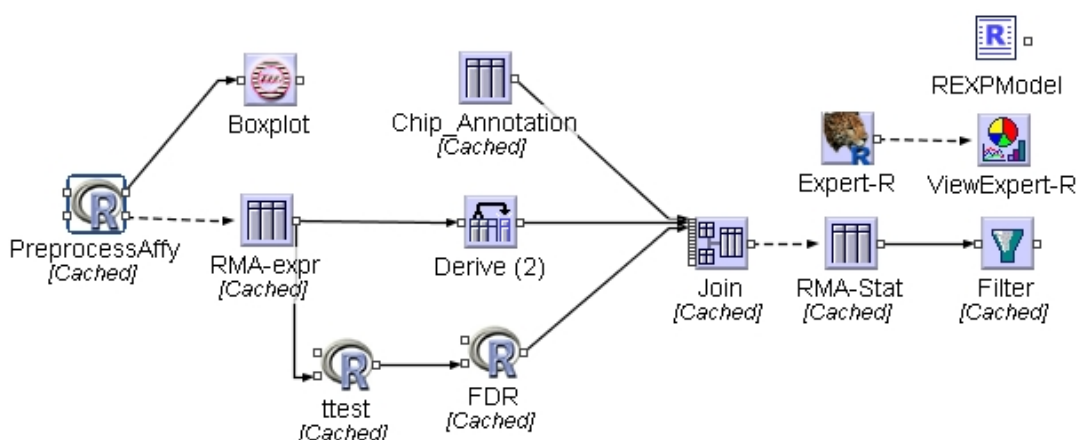 R
REXPModel
Boxplot
Chip_Annotation
[Cached]
R
Expert-R
ViewExpert-R
R
PreprocessAffy
[Cached]
RMA-expr
[Cached]
Derive (2)
Join
[Cached]
RMA-Stat
[Cached]
Filter
[Cached]
R
ttest
[Cached]
R
FDR
[Cached]